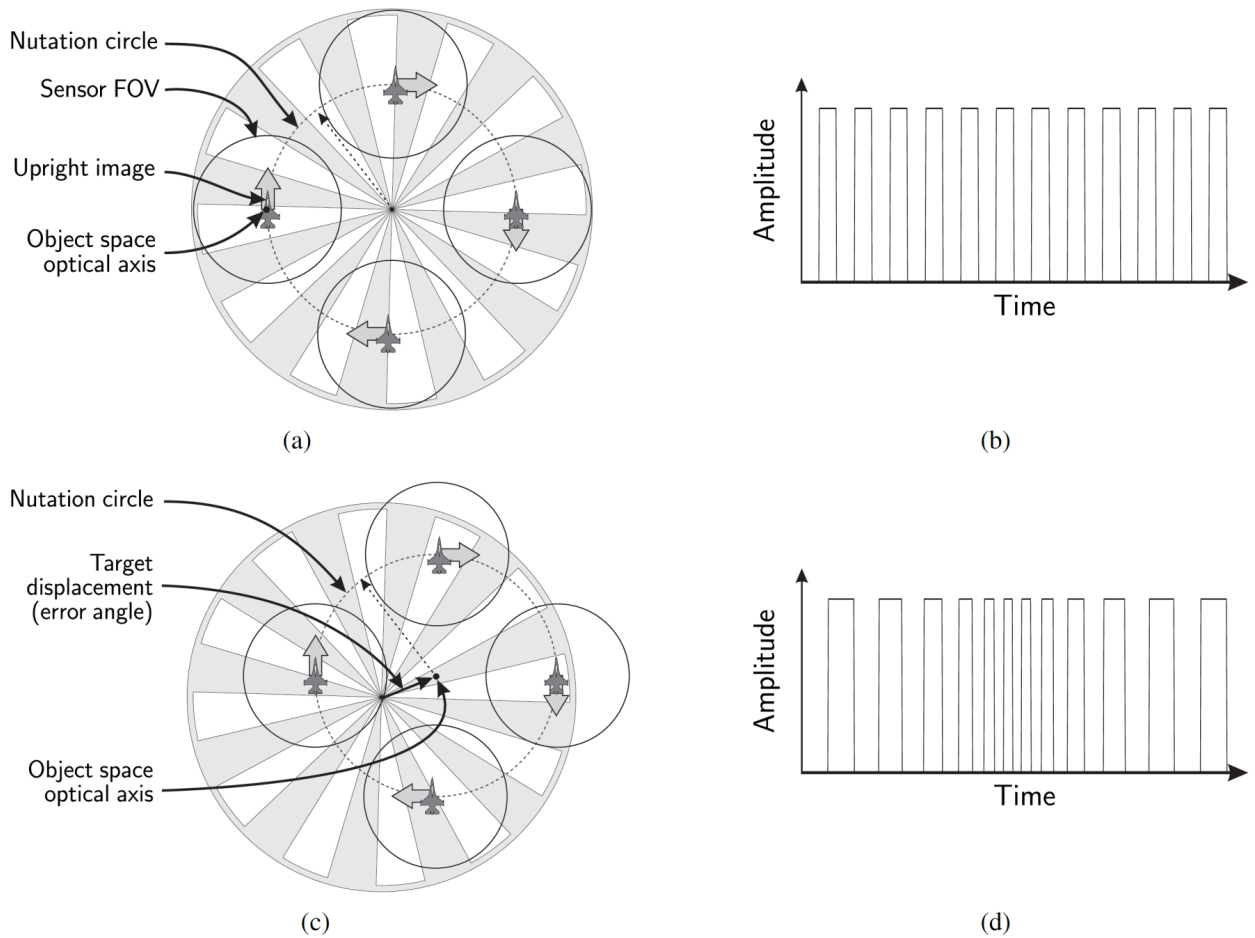 Nutation circle
Sensor FOV
Upright image
Object space
optical axis
Amplitude
Time
(a)
(b)
Nutation circle
Target
displacement
(error angle)
Object space
optical axis
Amplitude
Time
(c)
(d)